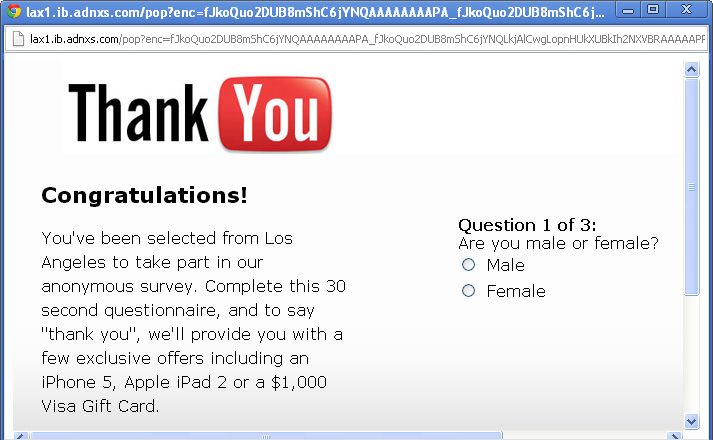 lax1.ib.adnxs.com/pop?enc=fJkoQuo2DUB8mShC6jYNQAAAAAAAAPA_fJkoQuo2DUB8mShC6j...
lax1.ib.adnxs.com/pop?enc=fJkoQuo2DUB8mShC6jYNQAAAAAAAAPA_fJkoQuo2DUB8mShC6jYNQLkjAlCwgLopnHUkXUBkIh2NXVBRAAAAAPF
Thank You
Congratulations!
You've been selected from Los
Angeles to take part in our
anonymous survey. Complete this 30
second questionnaire, and to say
"thank you", we'll provide you with a
few exclusive offers including an
iPhone 5, Apple iPad 2 or a $1,000
Visa Gift Card.
Question 1 of 3:
Are you male or female?
Male
Female